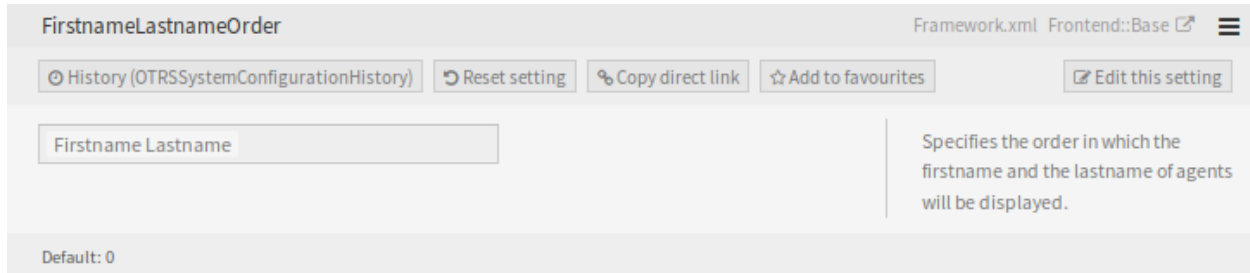 FirstnameLastnameOrder Framework.xml Frontend::Base
History (OTRSSystemConfigurationHistory) Reset setting Copy direct link Add to favourites Edit this setting
Firstname Lastname
Specifies the order in which the
firstname and the lastname of agents
will be displayed.
Default: 0